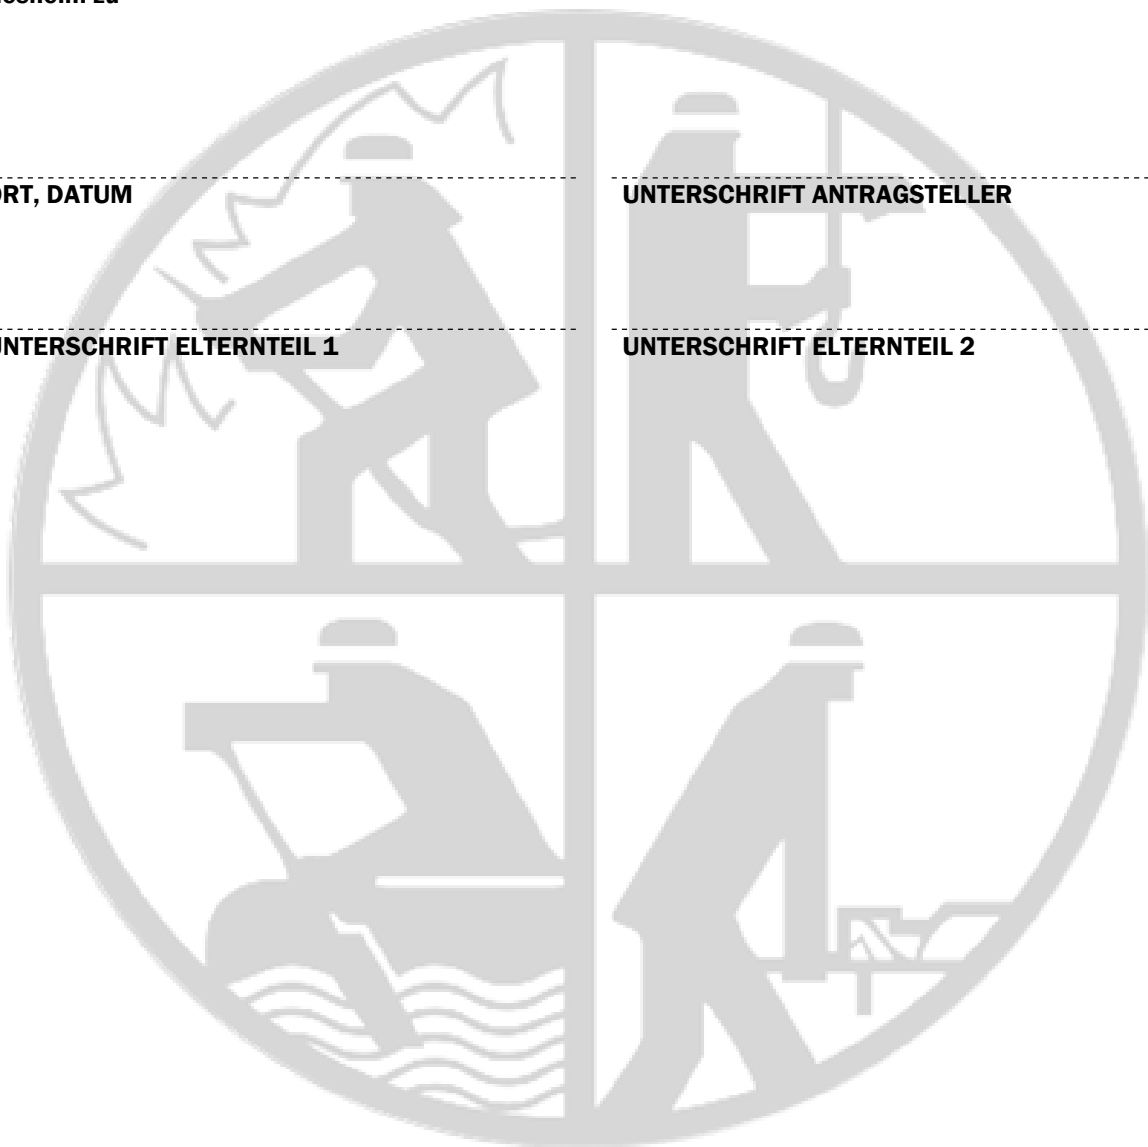 ORT, DATUM
UNTERSCHRIFT ANTRAGSTELLER
UNTERSCHRIFT ELTERNTEIL 1
UNTERSCHRIFT ELTERNTEIL 2